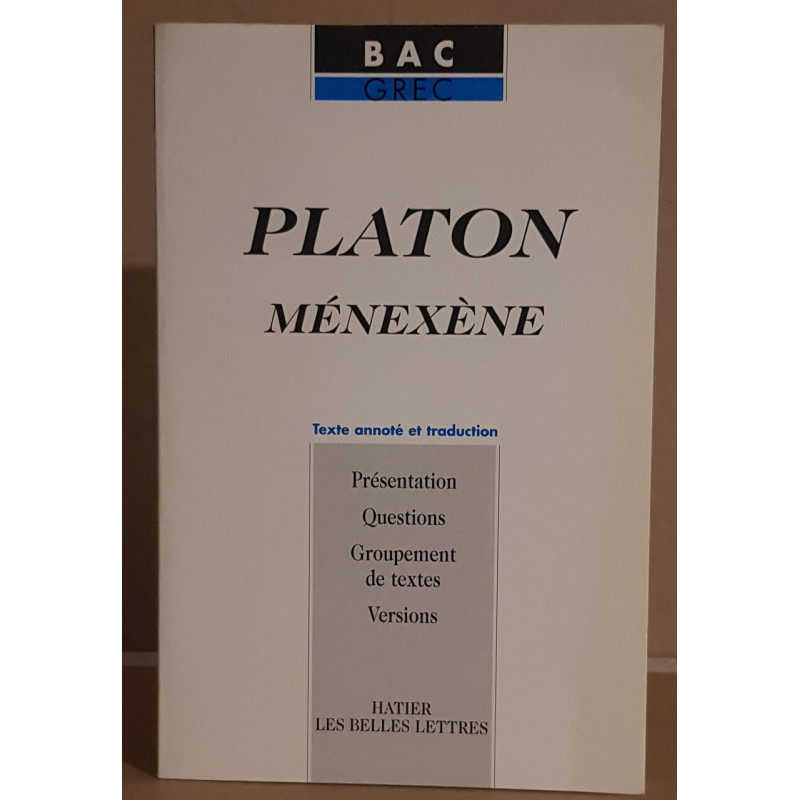 BAC
GREC
PLATON
MÉNEXÈNE
Texte annoté et traduction
Présentation
Questions
Groupement
de textes
Versions
HATIER
LES BELLES LETTRES